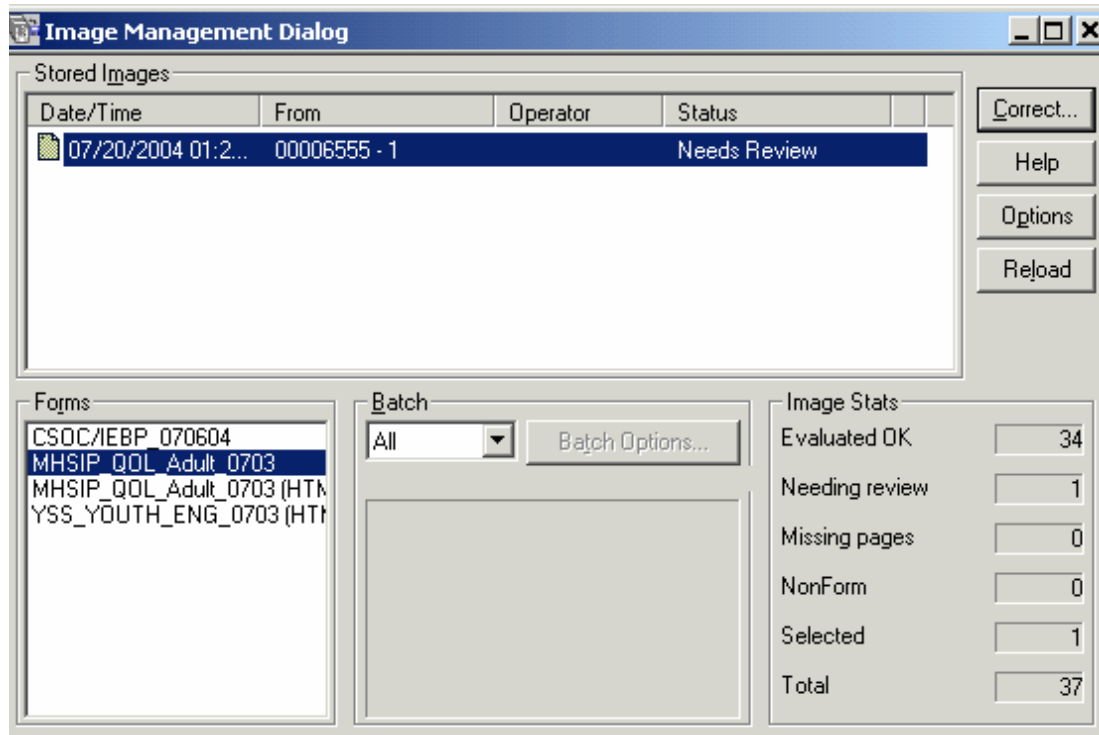 Image Management Dialog
Stored Images
Date/Time From Operator Status
07/20/2004 01:2... 00006555 - 1 Needs Review
Correct...
Help
Options
Reload
Forms
CSOC/IEBP_070604
MHSIP_QOL_Adult_0703
MHSIP_QOL_Adult_0703 (HTM
YSS_YOUTH_ENG_0703 (HTM
Batch
All Batch Options...
Image Stats
Evaluated OK 34
Needing review 1
Missing pages 0
NonForm 0
Selected 1
Total 37